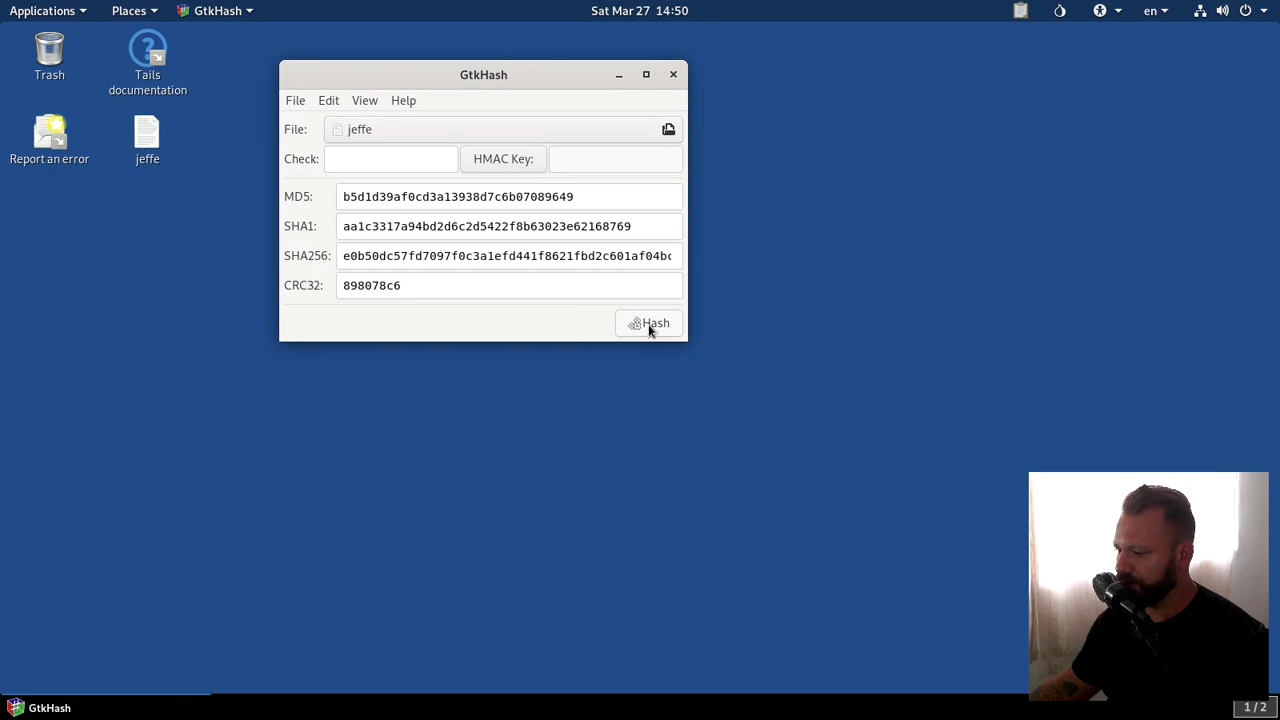 Applications Places GtkHash Sat Mar 27 14:50 en
Trash
Tails
documentation
Report an error
jeffe
GtkHash
File Edit View Help
File: jeffe
Check: HMAC Key:
MD5: b5d1d39af0cd3a13938d7c6b07089649
SHA1: aa1c3317a94bd2d6c2d5422f8b63023e62168769
SHA256: e0b50dc57fd7097f0c3a1efd441f8621fbd2c601af04bc
CRC32: 898078c6
Hash
GtkHash
1 / 2